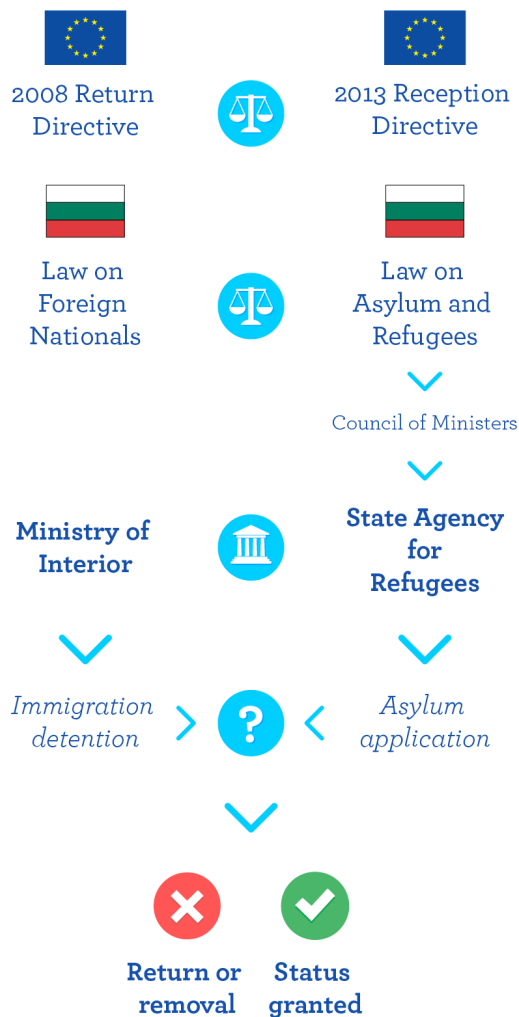 2008 Return
Directive
2013 Reception
Directive
Law on
Foreign
Nationals
Law on
Asylum and
Refugees
Council of Ministers
Ministry of
Interior
State Agency
for
Refugees
Immigration
detention
?
Asylum
application
Return or
removal
Status
granted